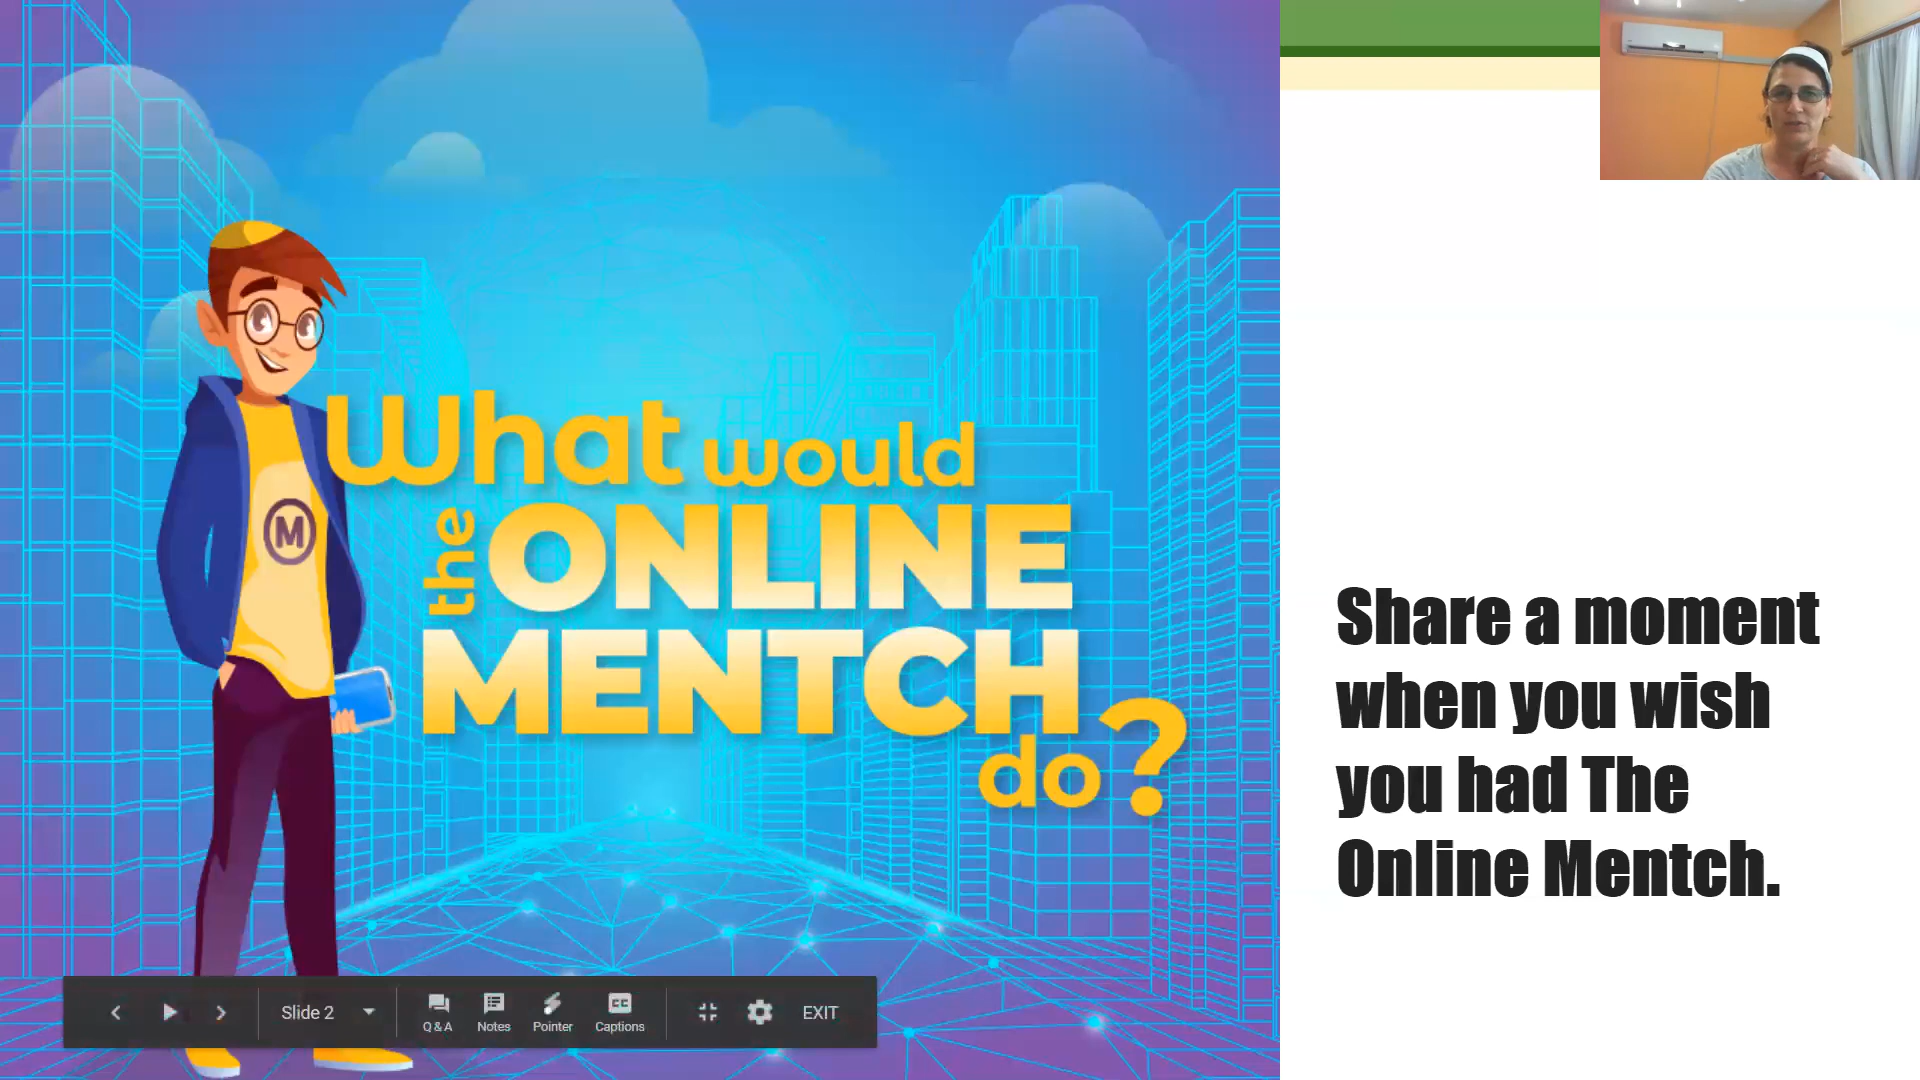 What would
the ONLINE
MENTCH
do?
M
Share a moment
when you wish
you had The
Online Mentch.
Slide 2
Q & A
Notes
Pointer
CC
Captions
EXIT